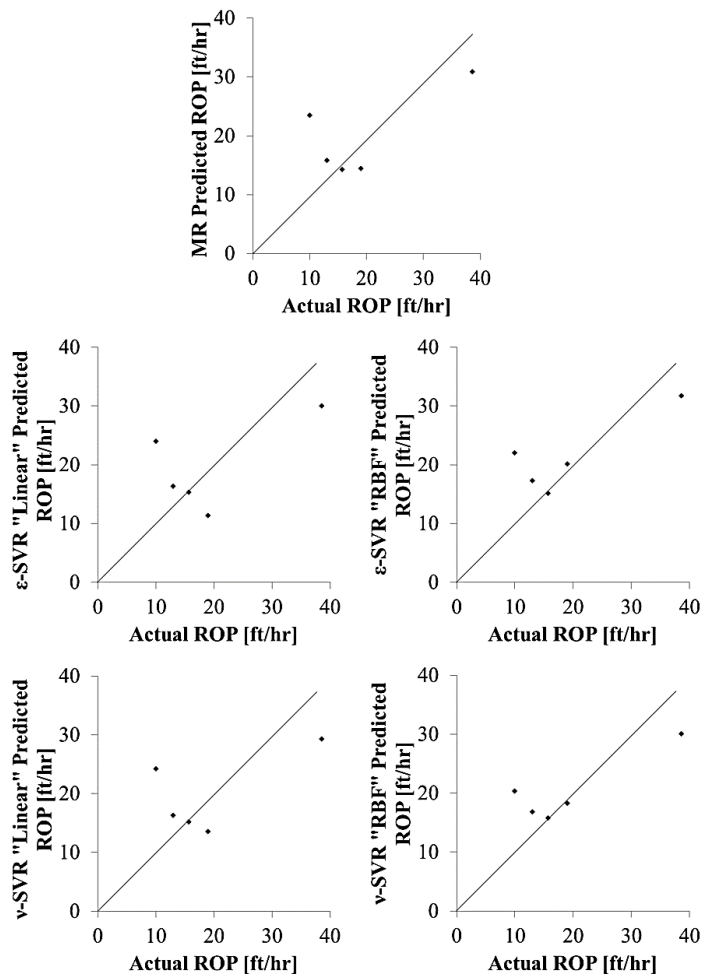 MR Predicted ROP [ft/hr]
40
30
20
10
0
0 10 20 30 40
Actual ROP [ft/hr]
ε-SVR "Linear" Predicted
ROP [ft/hr]
40
30
20
10
0
0 10 20 30 40
Actual ROP [ft/hr]
ε-SVR "RBF" Predicted
ROP [ft/hr]
40
30
20
10
0
0 10 20 30 40
Actual ROP [ft/hr]
ν-SVR "Linear" Predicted
ROP [ft/hr]
40
30
20
10
0
0 10 20 30 40
Actual ROP [ft/hr]
ν-SVR "RBF" Predicted
ROP [ft/hr]
40
30
20
10
0
0 10 20 30 40
Actual ROP [ft/hr]